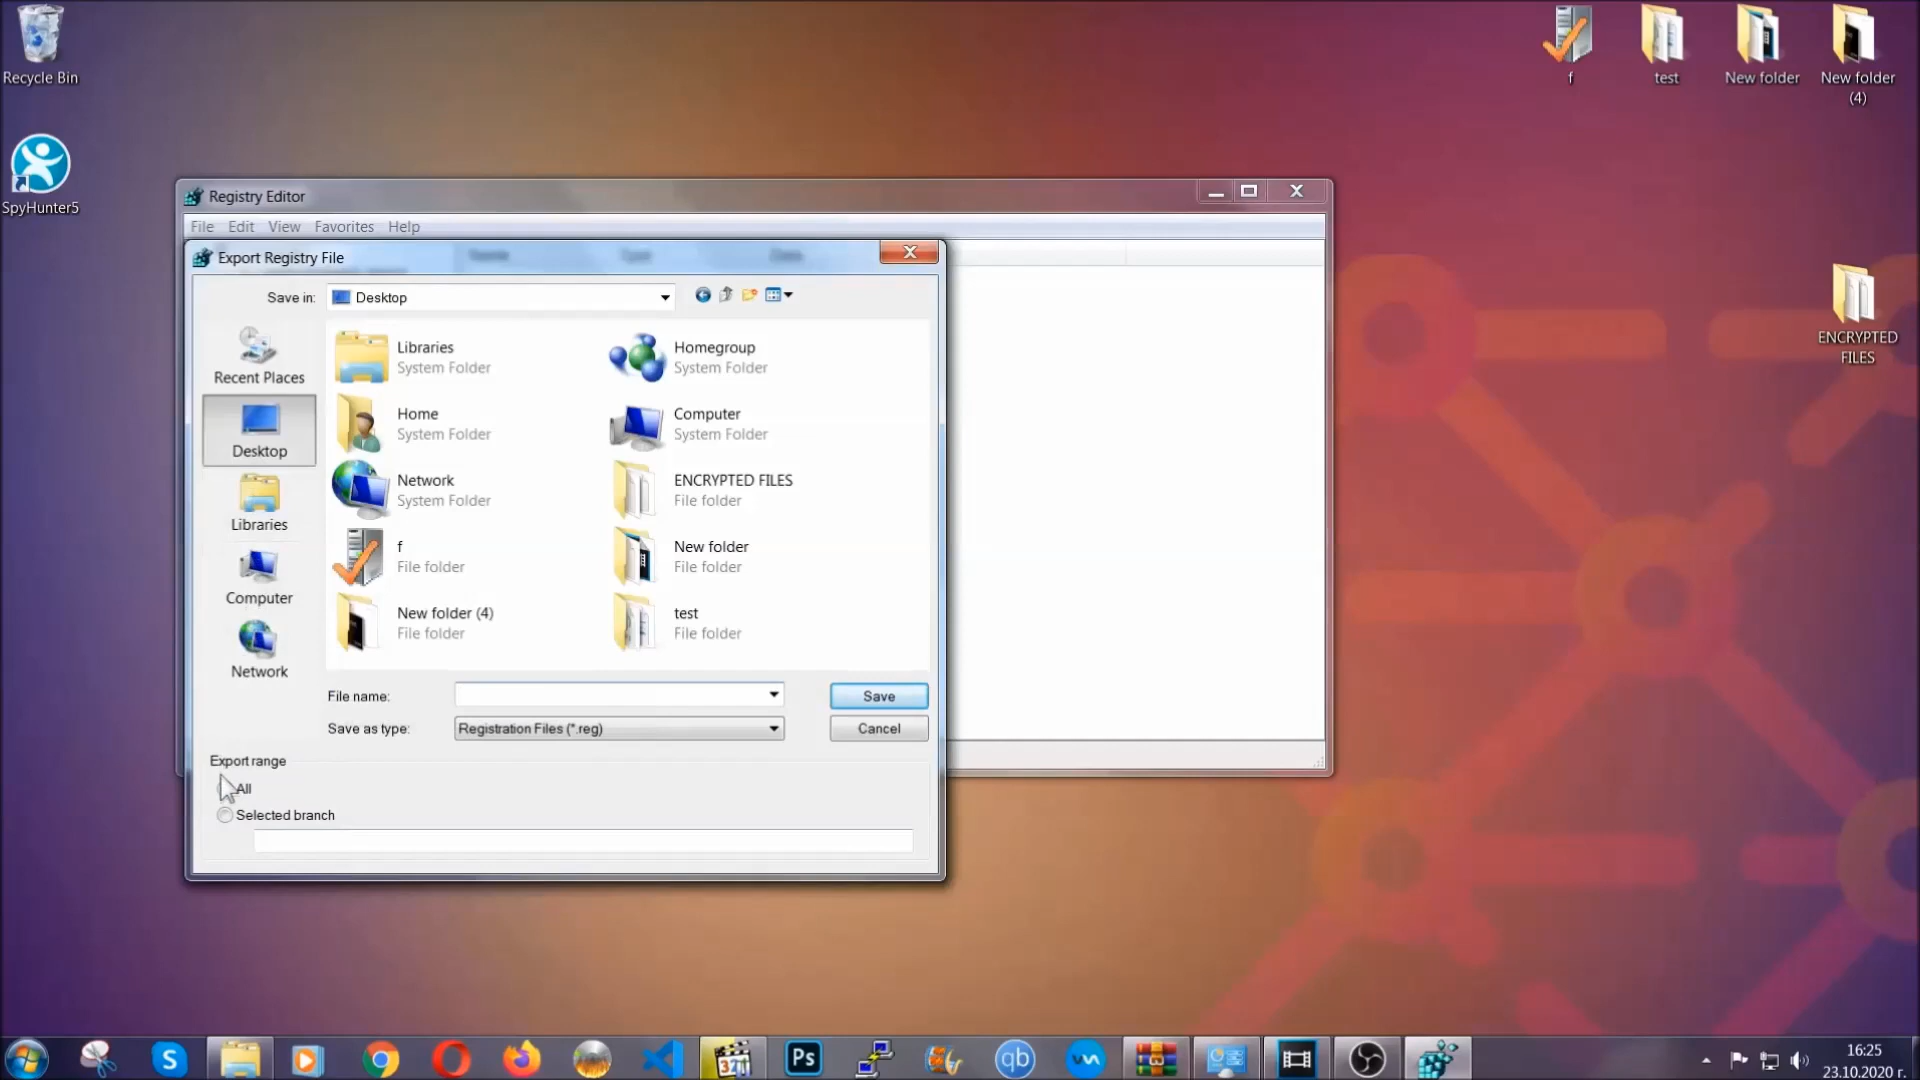 Recycle Bin
SpyHunter5
f
test
New folder
New folder
(4)
ENCRYPTED
FILES
Registry Editor
File Edit View Favorites Help
Export Registry File
Save in:
Desktop
Recent Places
Desktop
Libraries
Computer
Network
Libraries
System Folder
Homegroup
System Folder
Home
System Folder
Computer
System Folder
Network
System Folder
ENCRYPTED FILES
File folder
f
File folder
New folder
File folder
New folder (4)
File folder
test
File folder
File name:
Save
Save as type:
Registration Files (*.reg)
Cancel
Export range
All
Selected branch
S
Ps
qb
321
16:25
23.10.2020 г.